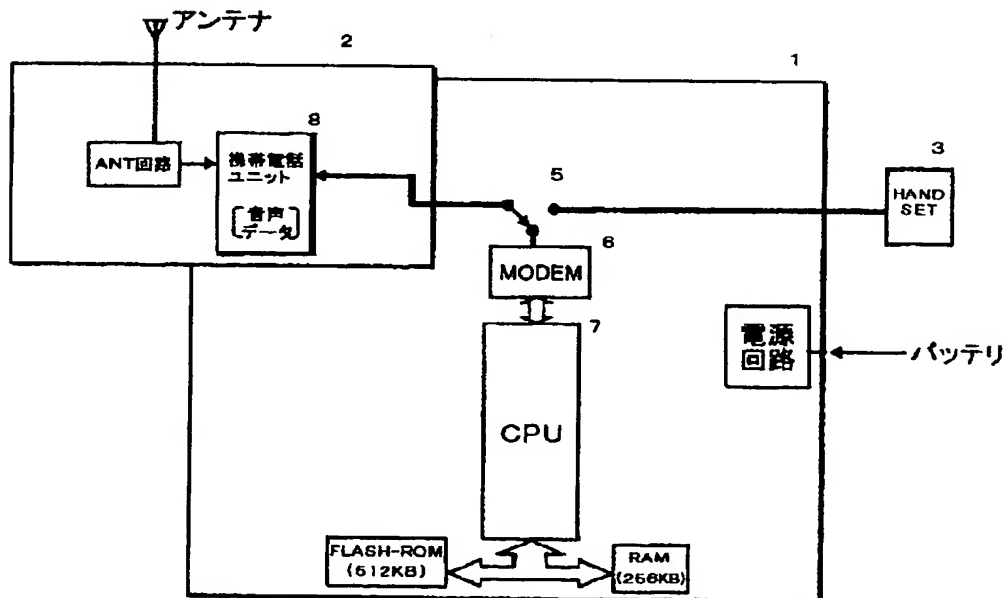 アンテナ
2
1
8
ANT回路
携帯電話
ユニット
音声
データ
5
3
HAND
SET
6
MODEM
7
電源
回路
バッテリ
CPU
FLASH-ROM
(512KB)
RAM
(256KB)